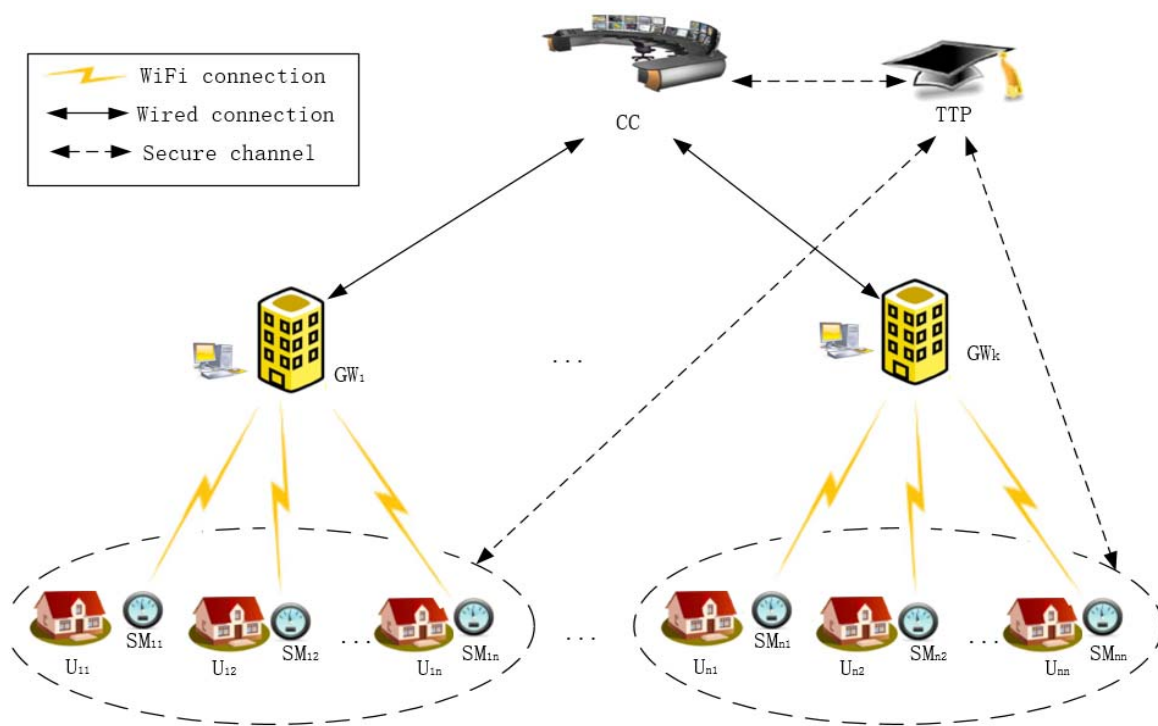 WiFi connection
Wired connection
Secure channel
CC
TTP
GW₁
...
GWk
U₁₁
SM₁₁
U₁₂
SM₁₂
...
U₁n
SM₁n
...
Un₁
SMn₁
Un₂
SMn₂
...
Unn
SMnn